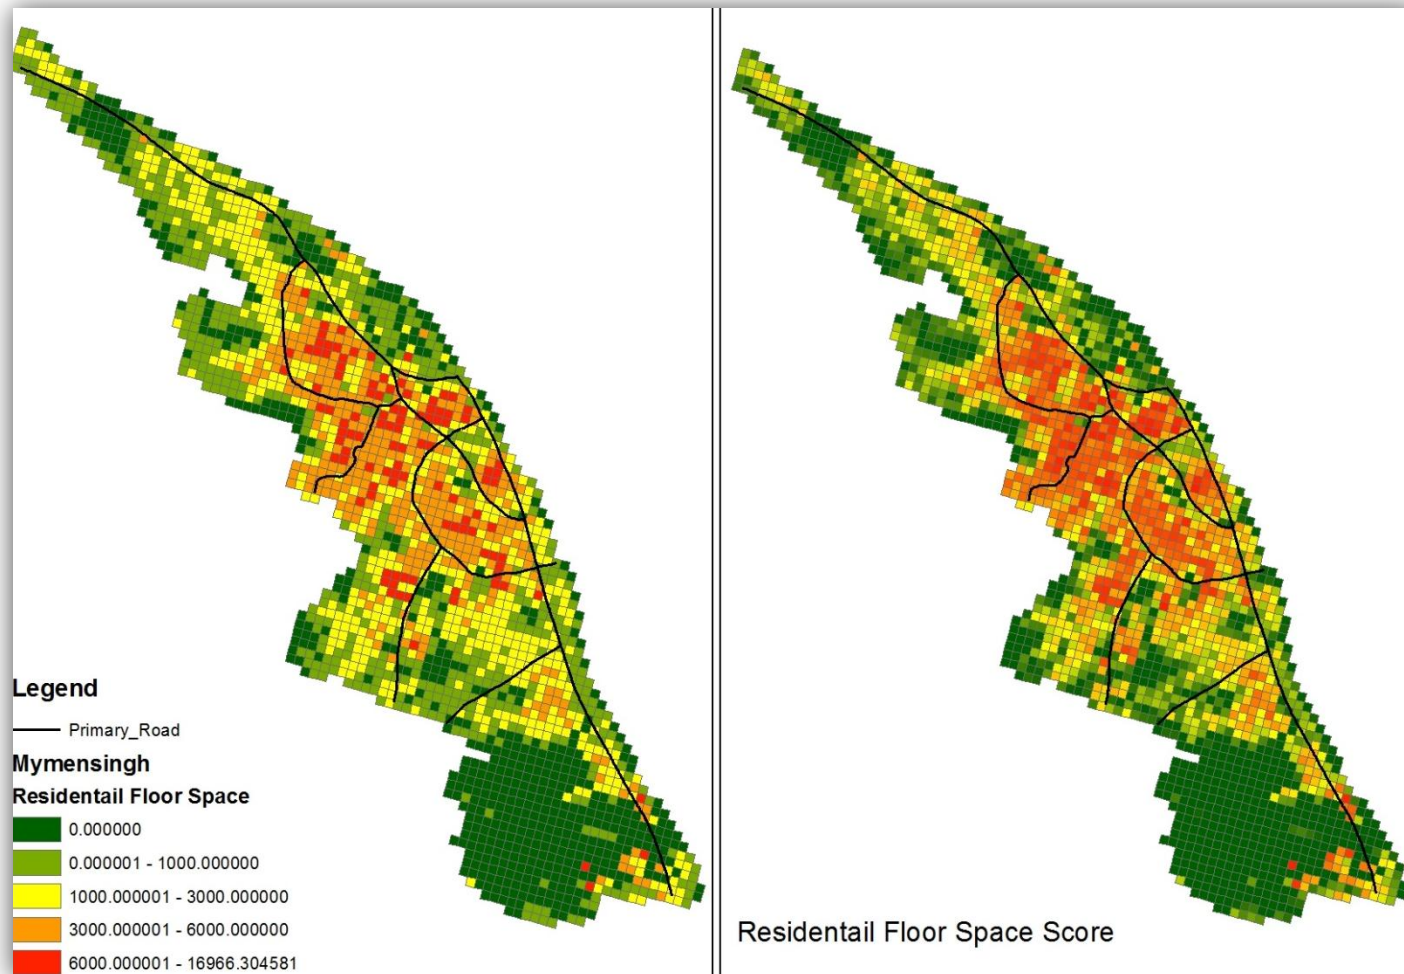 Legend
Primary_Road
Mymensingh
Residentail Floor Space
0.000000
0.000001 - 1000.000000
1000.000001 - 3000.000000
3000.000001 - 6000.000000
6000.000001 - 16966.304581
Residentail Floor Space Score